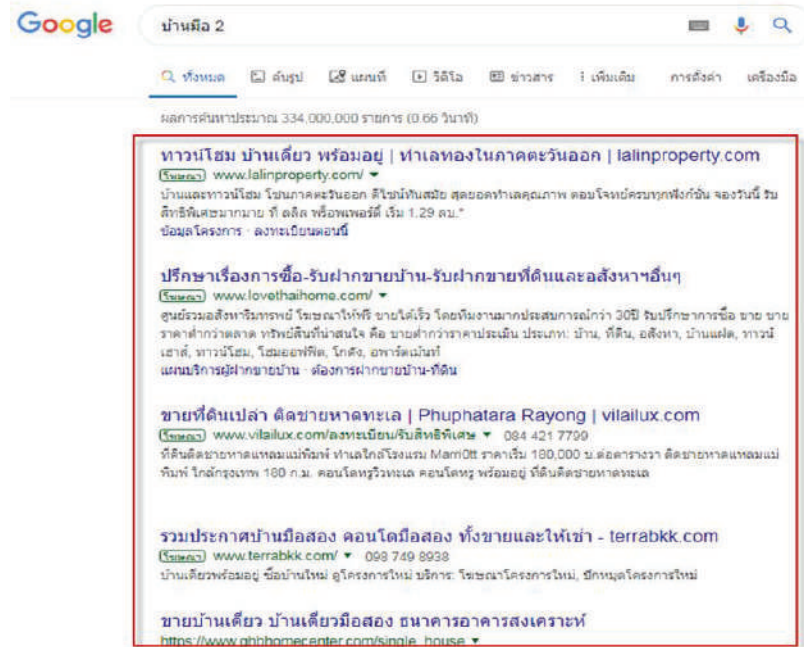 Google
บ้านมือ 2
ทั้งหมด ค้นรูป แผนที่ วิดีโอ ข่าวสาร เพิ่มเติม การตั้งค่า เครื่องมือ
ผลการค้นหาประมาณ 334,000,000 รายการ (0.66 วินาที)
ทาวน์โฮม บ้านเดี่ยว พร้อมอยู่ | ทำเลทองในภาคตะวันออก | lalinproperty.com
โฆษณา www.lalinproperty.com/
บ้านและทาวน์โฮม โซนภาคตะวันออก ดีไซน์ทันสมัย สุดยอดทำเลคุณภาพ ตอบโจทย์ครบทุกฟังก์ชั่น จองวันนี้ รับ
สิทธิพิเศษมากมาย ที่ ลลิล พร็อพเพอร์ตี้ เริ่ม 1.29 ลบ.*
ข้อมูลโครงการ · ลงทะเบียนตอนนี้
ปรึกษาเรื่องการซื้อ-รับฝากขายบ้าน-รับฝากขายที่ดินและอสังหาฯอื่นๆ
โฆษณา www.lovethaihome.com/
ศูนย์รวมอสังหาริมทรพย์ โฆษณาให้ฟรี ขายได้เร็ว โดยทีมงานมากประสบการณ์กว่า 30ปี รับปรึกษาการซื้อ ขาย ขาย
ราคาต่ำกว่าตลาด ทรัพย์สินที่น่าสนใจ คือ ขายต่ำกว่าราคาประเมิน ประเภท: บ้าน, ที่ดิน, อสังหา, บ้านแฝด, ทาวน์
เฮาส์, ทาวน์โฮม, โฮมออฟฟิต, โกดัง, อพาร์ตเม้นท์
แผนบริการผู้ฝากขายบ้าน · ต้องการฝากขายบ้าน-ที่ดิน
ขายที่ดินเปล่า ติดชายหาดทะเล | Phuphatara Rayong | vilailux.com
โฆษณา www.vilailux.com/ลงทะเบียน/รับสิทธิพิเศษ 084 421 7799
ที่ดินติดชายหาดแหลมแม่พิมพ์ ทำเลใกล้โรงแรม Marri0tt ราคาเริ่ม 180,000 บ.ต่อตารางวา ติดชายหาดแหลมแม่
พิมพ์ ใกล้กรุงเทพ 180 ก.ม. คอนโดหรูวิวทะเล คอนโดหรู พร้อมอยู่ ที่ดินติดชายหาดทะเล
รวมประกาศบ้านมือสอง คอนโดมือสอง ทั้งขายและให้เช่า - terrabkk.com
โฆษณา www.terrabkk.com/ 098 749 8938
บ้านเดี่ยวพร้อมอยู่ ซื้อบ้านใหม่ ดูโครงการใหม่ บริการ: โฆษณาโครงการใหม่, ปักหมุดโครงการใหม่
ขายบ้านเดี่ยว บ้านเดี่ยวมือสอง ธนาคารอาคารสงเคราะห์
https://www.ghbhomecenter.com/single_house